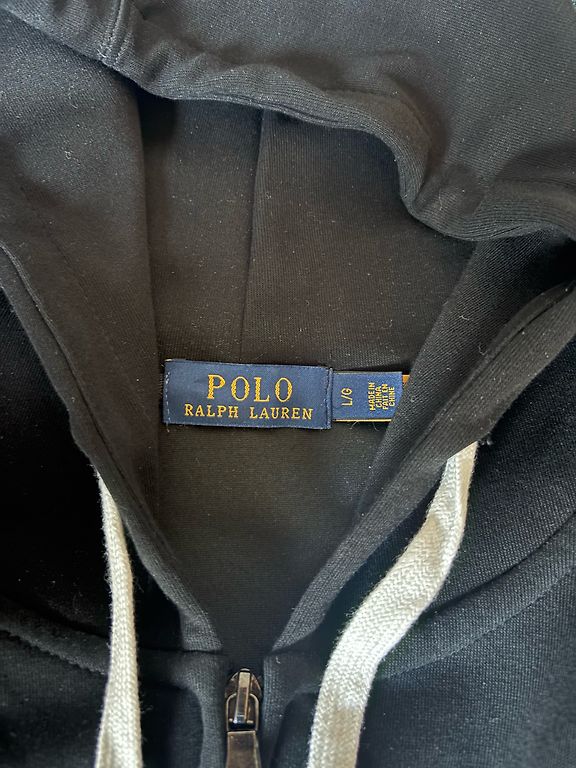 POLO
RALPH LAUREN
L/G
MADE IN
CHINA
FAIT EN
CHINE